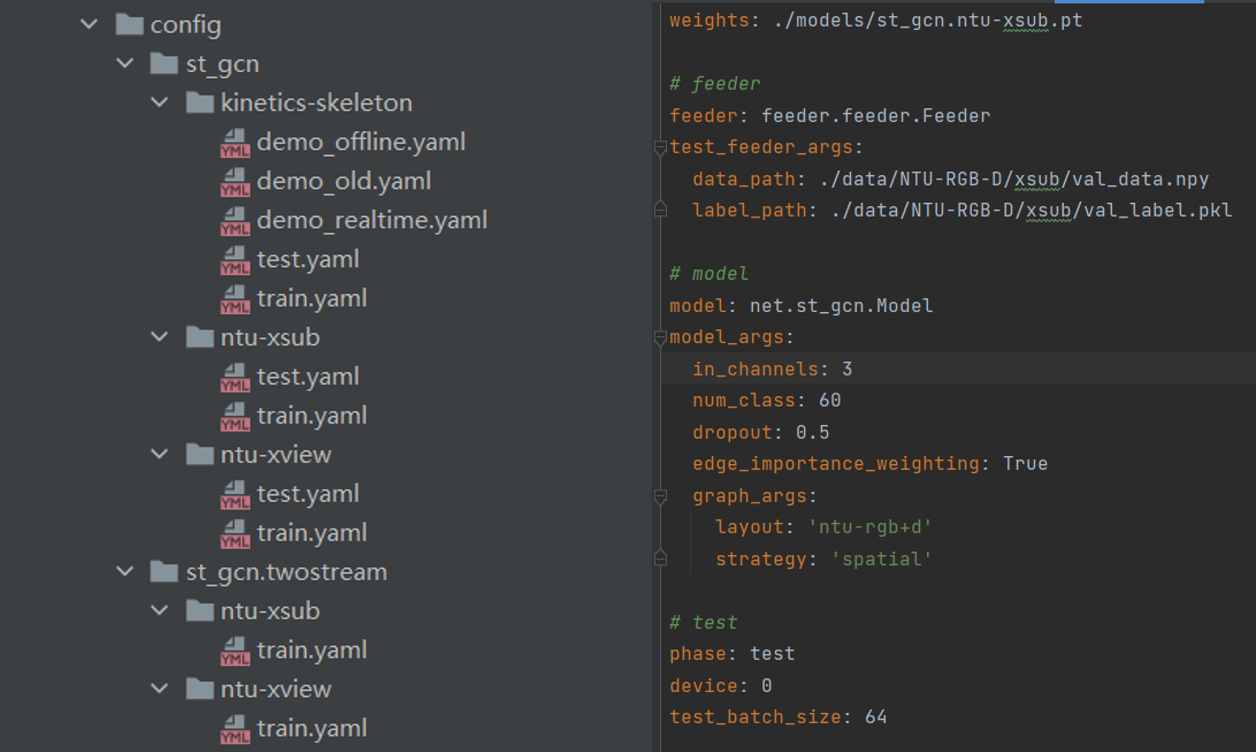 config
st_gcn
kinetics-skeleton
YML demo_offline.yaml
YML demo_old.yaml
YML demo_realtime.yaml
YML test.yaml
YML train.yaml
ntu-xsub
YML test.yaml
YML train.yaml
ntu-xview
YML test.yaml
YML train.yaml
st_gcn.twostream
ntu-xsub
YML train.yaml
ntu-xview
YML train.yaml
weights: ./models/st_gcn.ntu-xsub.pt
# feeder
feeder: feeder.feeder.Feeder
test_feeder_args:
data_path: ./data/NTU-RGB-D/xsub/val_data.npy
label_path: ./data/NTU-RGB-D/xsub/val_label.pkl
# model
model: net.st_gcn.Model
model_args:
in_channels: 3
num_class: 60
dropout: 0.5
edge_importance_weighting: True
graph_args:
layout: 'ntu-rgb+d'
strategy: 'spatial'
# test
phase: test
device: 0
test_batch_size: 64